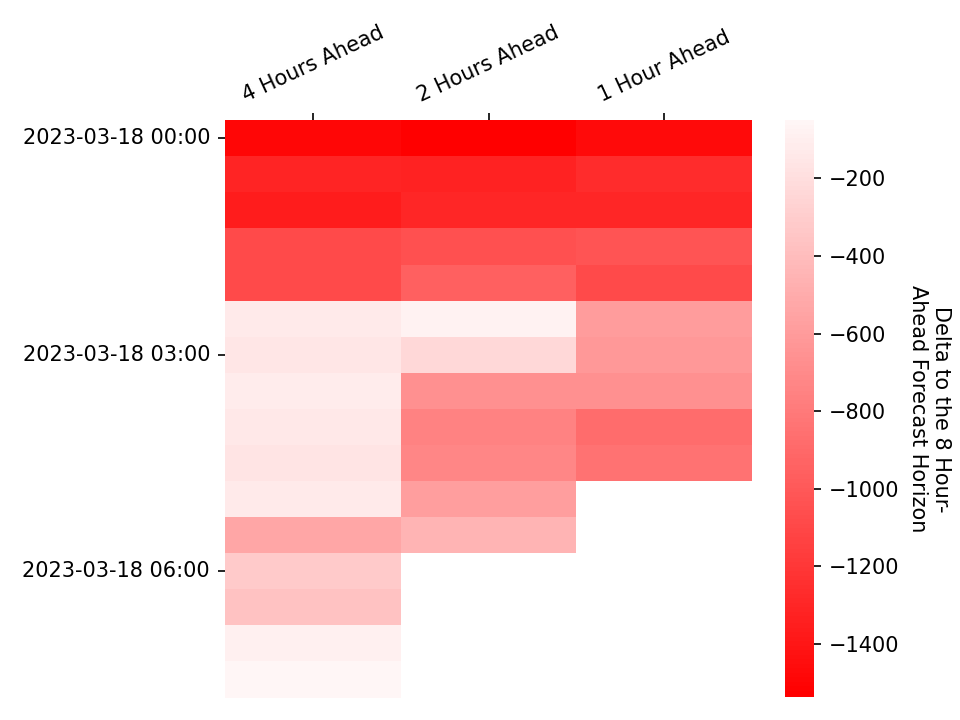 4 Hours Ahead
2 Hours Ahead
1 Hour Ahead
2023-03-18 00:00
2023-03-18 03:00
2023-03-18 06:00
−200
−400
−600
−800
−1000
−1200
−1400
Delta to the 8 Hour-
Ahead Forecast Horizon